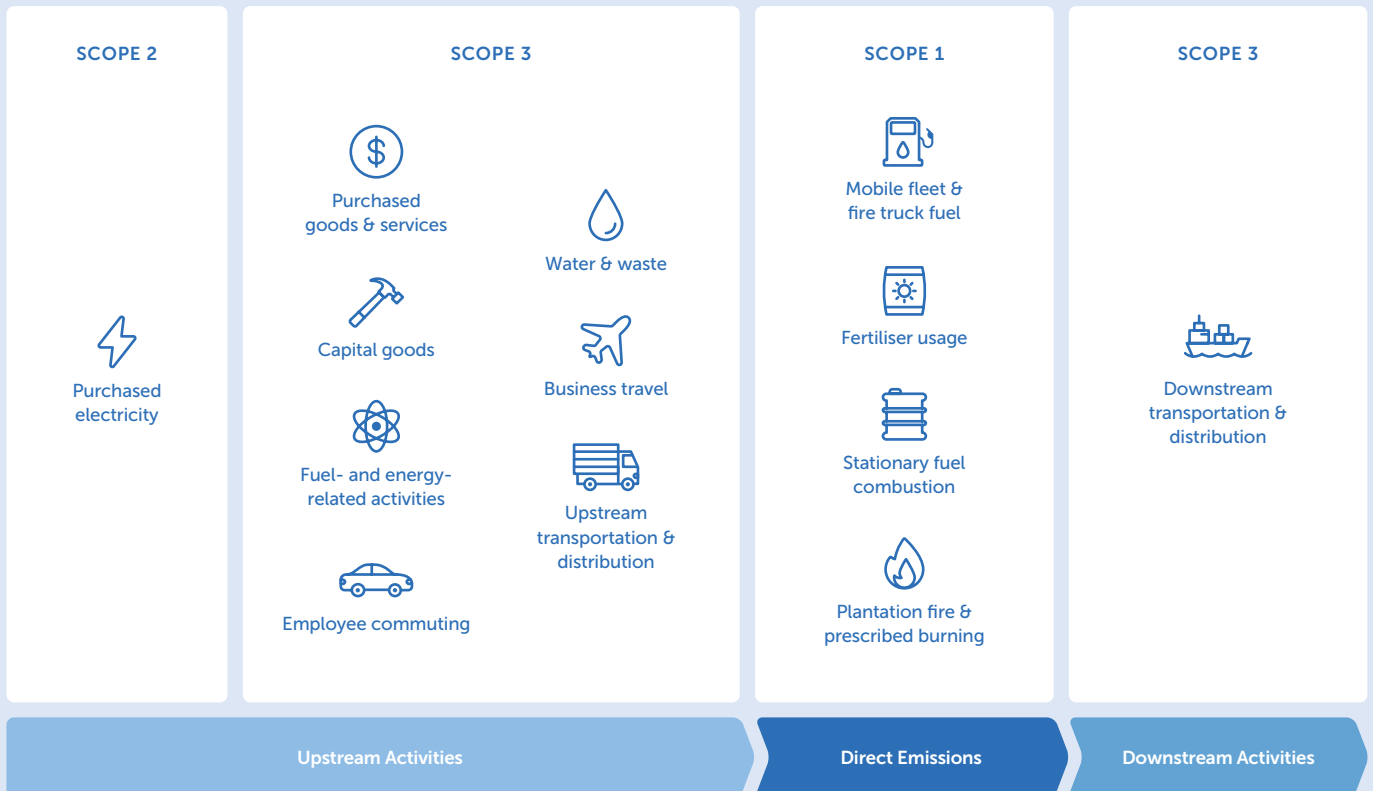 SCOPE 2
Purchased
electricity
SCOPE 3
Purchased
goods & services
Capital goods
Fuel- and energy-
related activities
Employee commuting
Water & waste
Business travel
Upstream
transportation &
distribution
SCOPE 1
Mobile fleet &
fire truck fuel
Fertiliser usage
Stationary fuel
combustion
Plantation fire &
prescribed burning
SCOPE 3
Downstream
transportation &
distribution
Upstream Activities
Direct Emissions
Downstream Activities